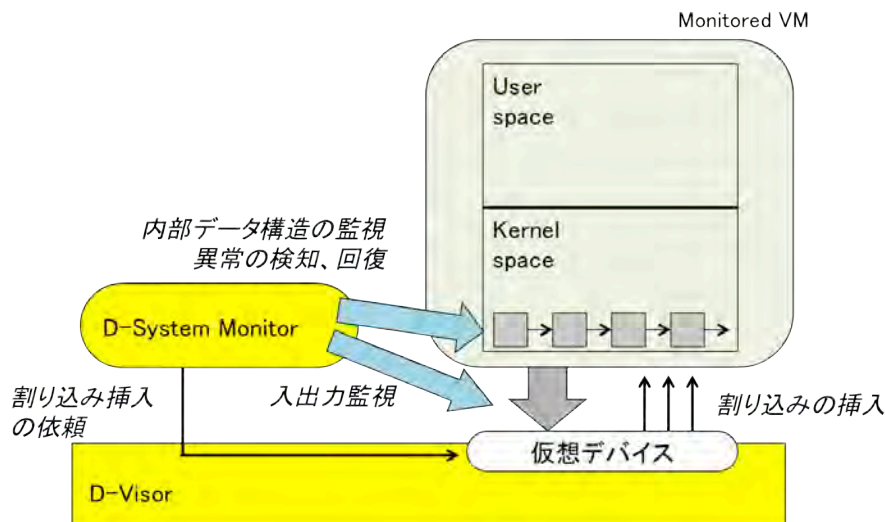 Monitored VM
User
space
内部データ構造の監視
異常の検知、回復
Kernel
space
D-System Monitor
割り込み挿入
の依頼
入出力監視
割り込みの挿入
仮想デバイス
D-Visor